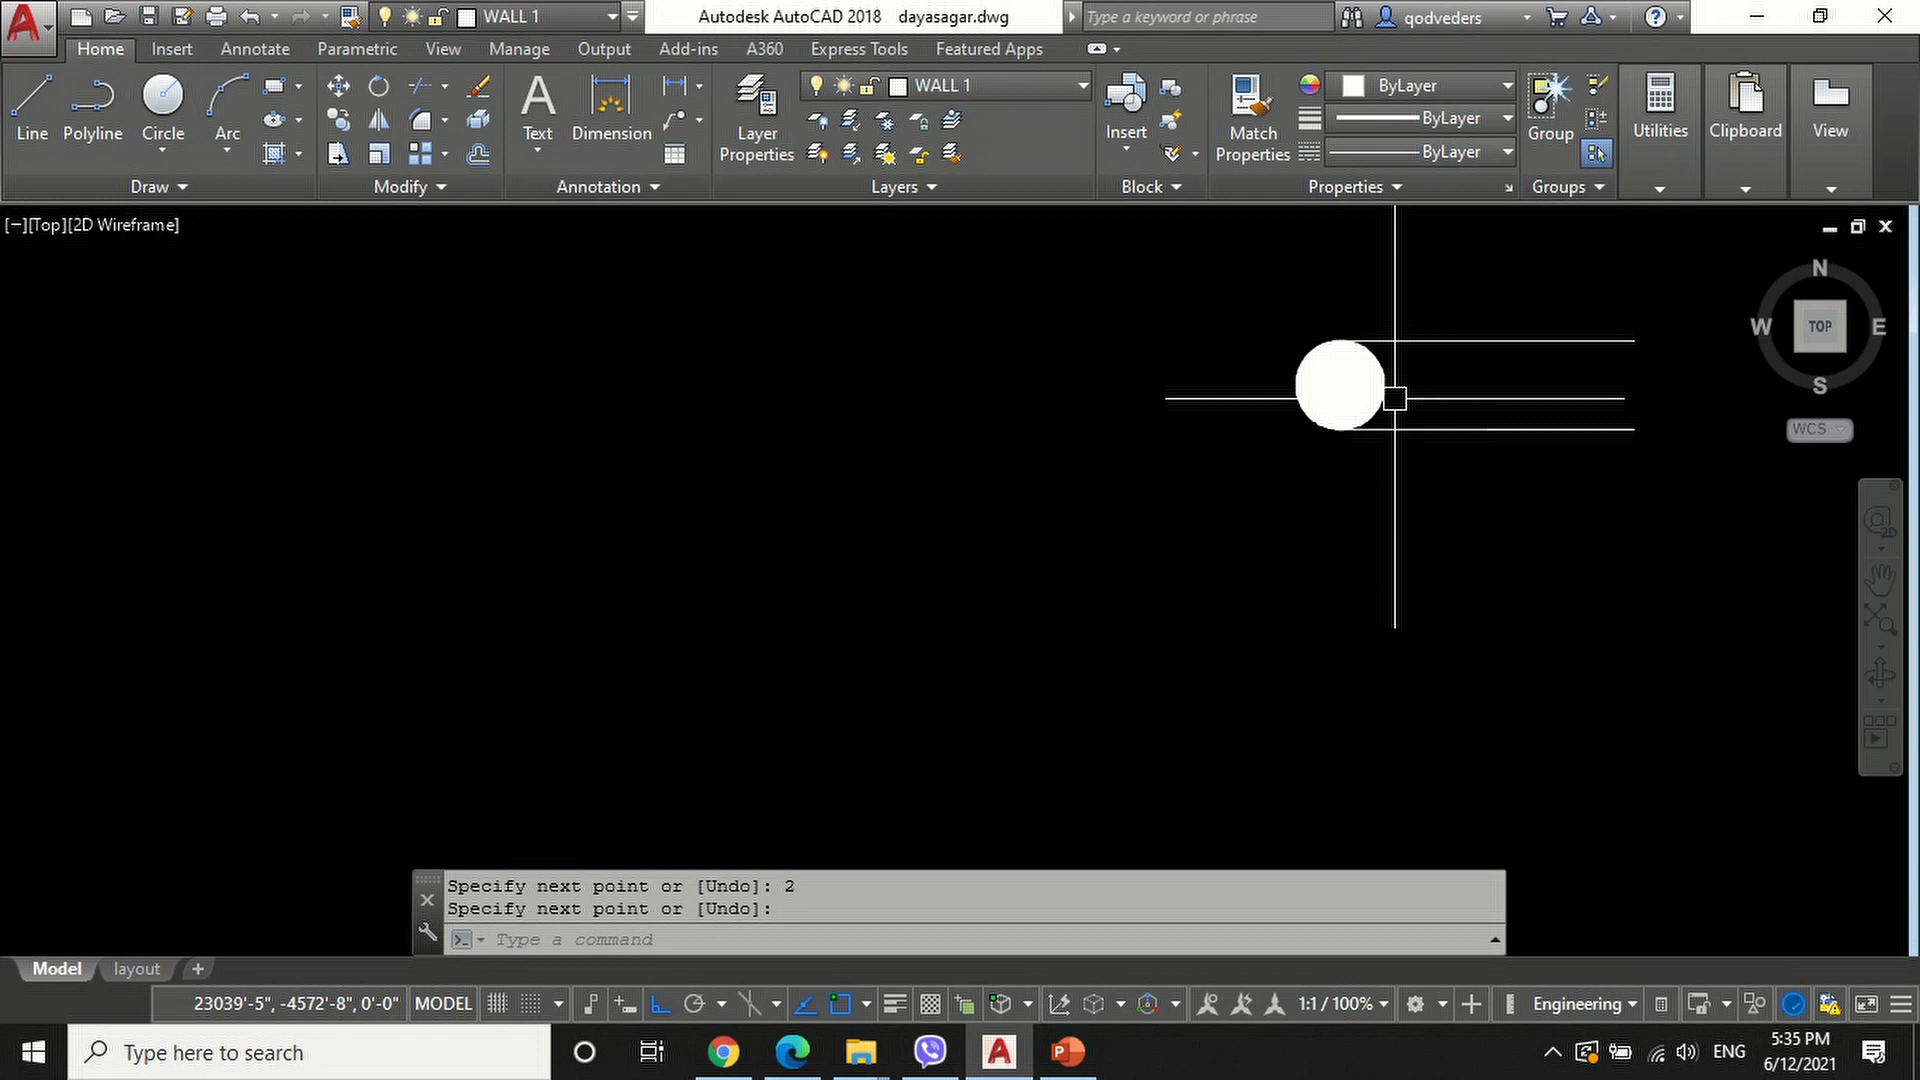 WALL 1
Autodesk AutoCAD 2018 dayasagar.dwg
Type a keyword or phrase
qodveders
Home Insert Annotate Parametric View Manage Output Add-ins A360 Express Tools Featured Apps
WALL 1
ByLayer
ByLayer
ByLayer
Line Polyline Circle Arc
Text Dimension
Layer Properties
Insert
Match Properties
Group
Utilities Clipboard View
Draw Modify Annotation Layers Block Properties Groups
[−][Top][2D Wireframe]
N
W TOP E
S
WCS
2D
Specify next point or [Undo]: 2
Specify next point or [Undo]:
Type a command
Model layout +
23039'-5", -4572'-8", 0'-0" MODEL 1:1 / 100% Engineering
Type here to search
ENG
5:35 PM
6/12/2021